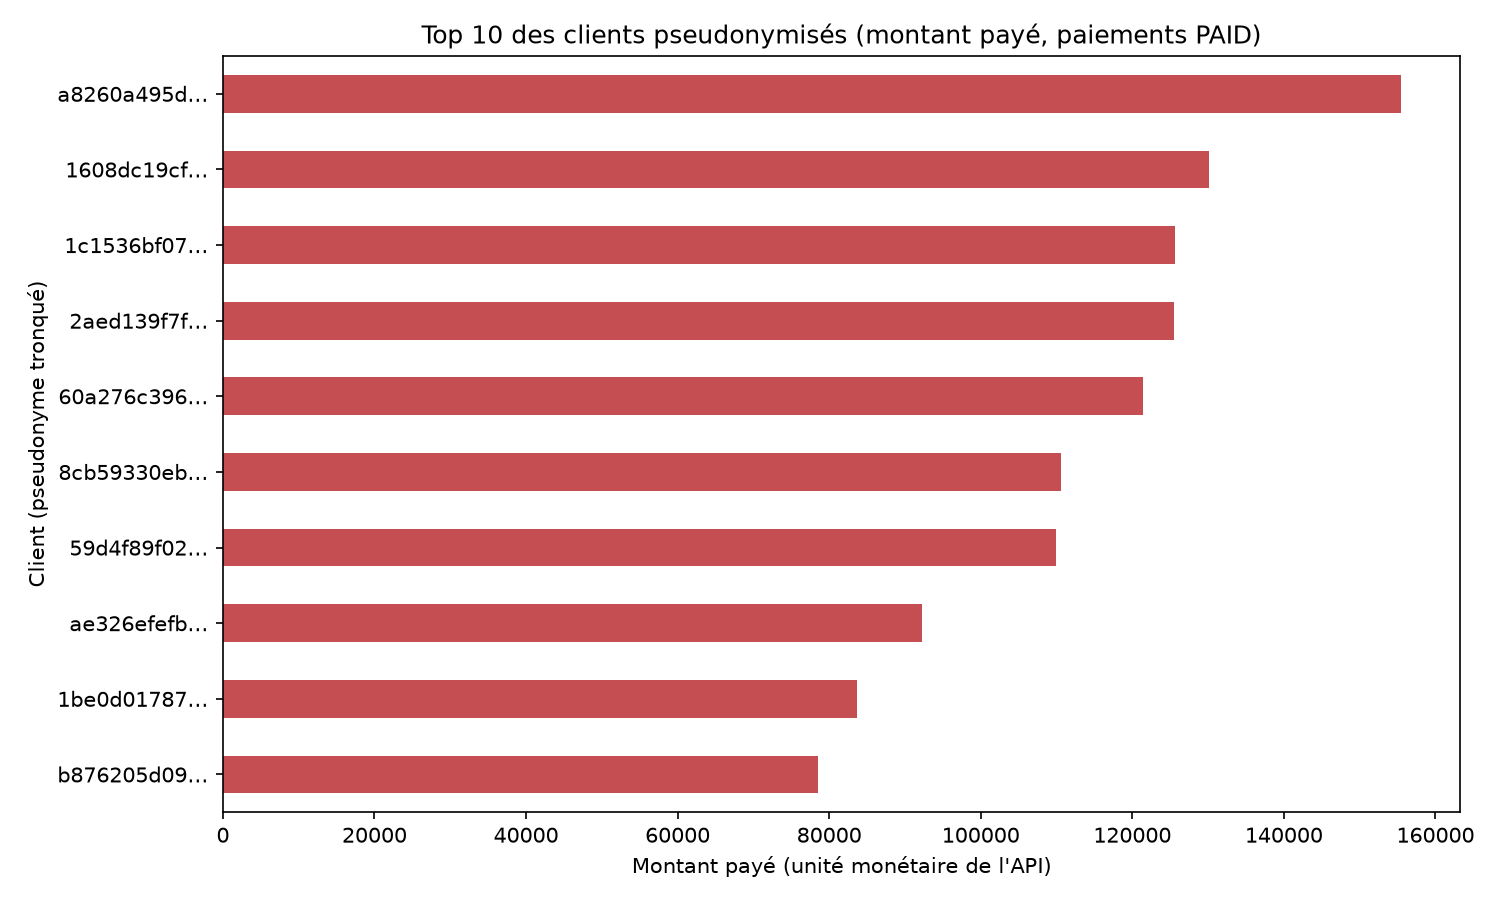 Top 10 des clients pseudonymisés (montant payé, paiements PAID)
Client (pseudonyme tronqué)
a8260a495d...
1608dc19cf...
1c1536bf07...
2aed139f7f...
60a276c396...
8cb59330eb...
59d4f89f02...
ae326efefb...
1be0d01787...
b876205d09...
0 20000 40000 60000 80000 100000 120000 140000 160000
Montant payé (unité monétaire de l'API)